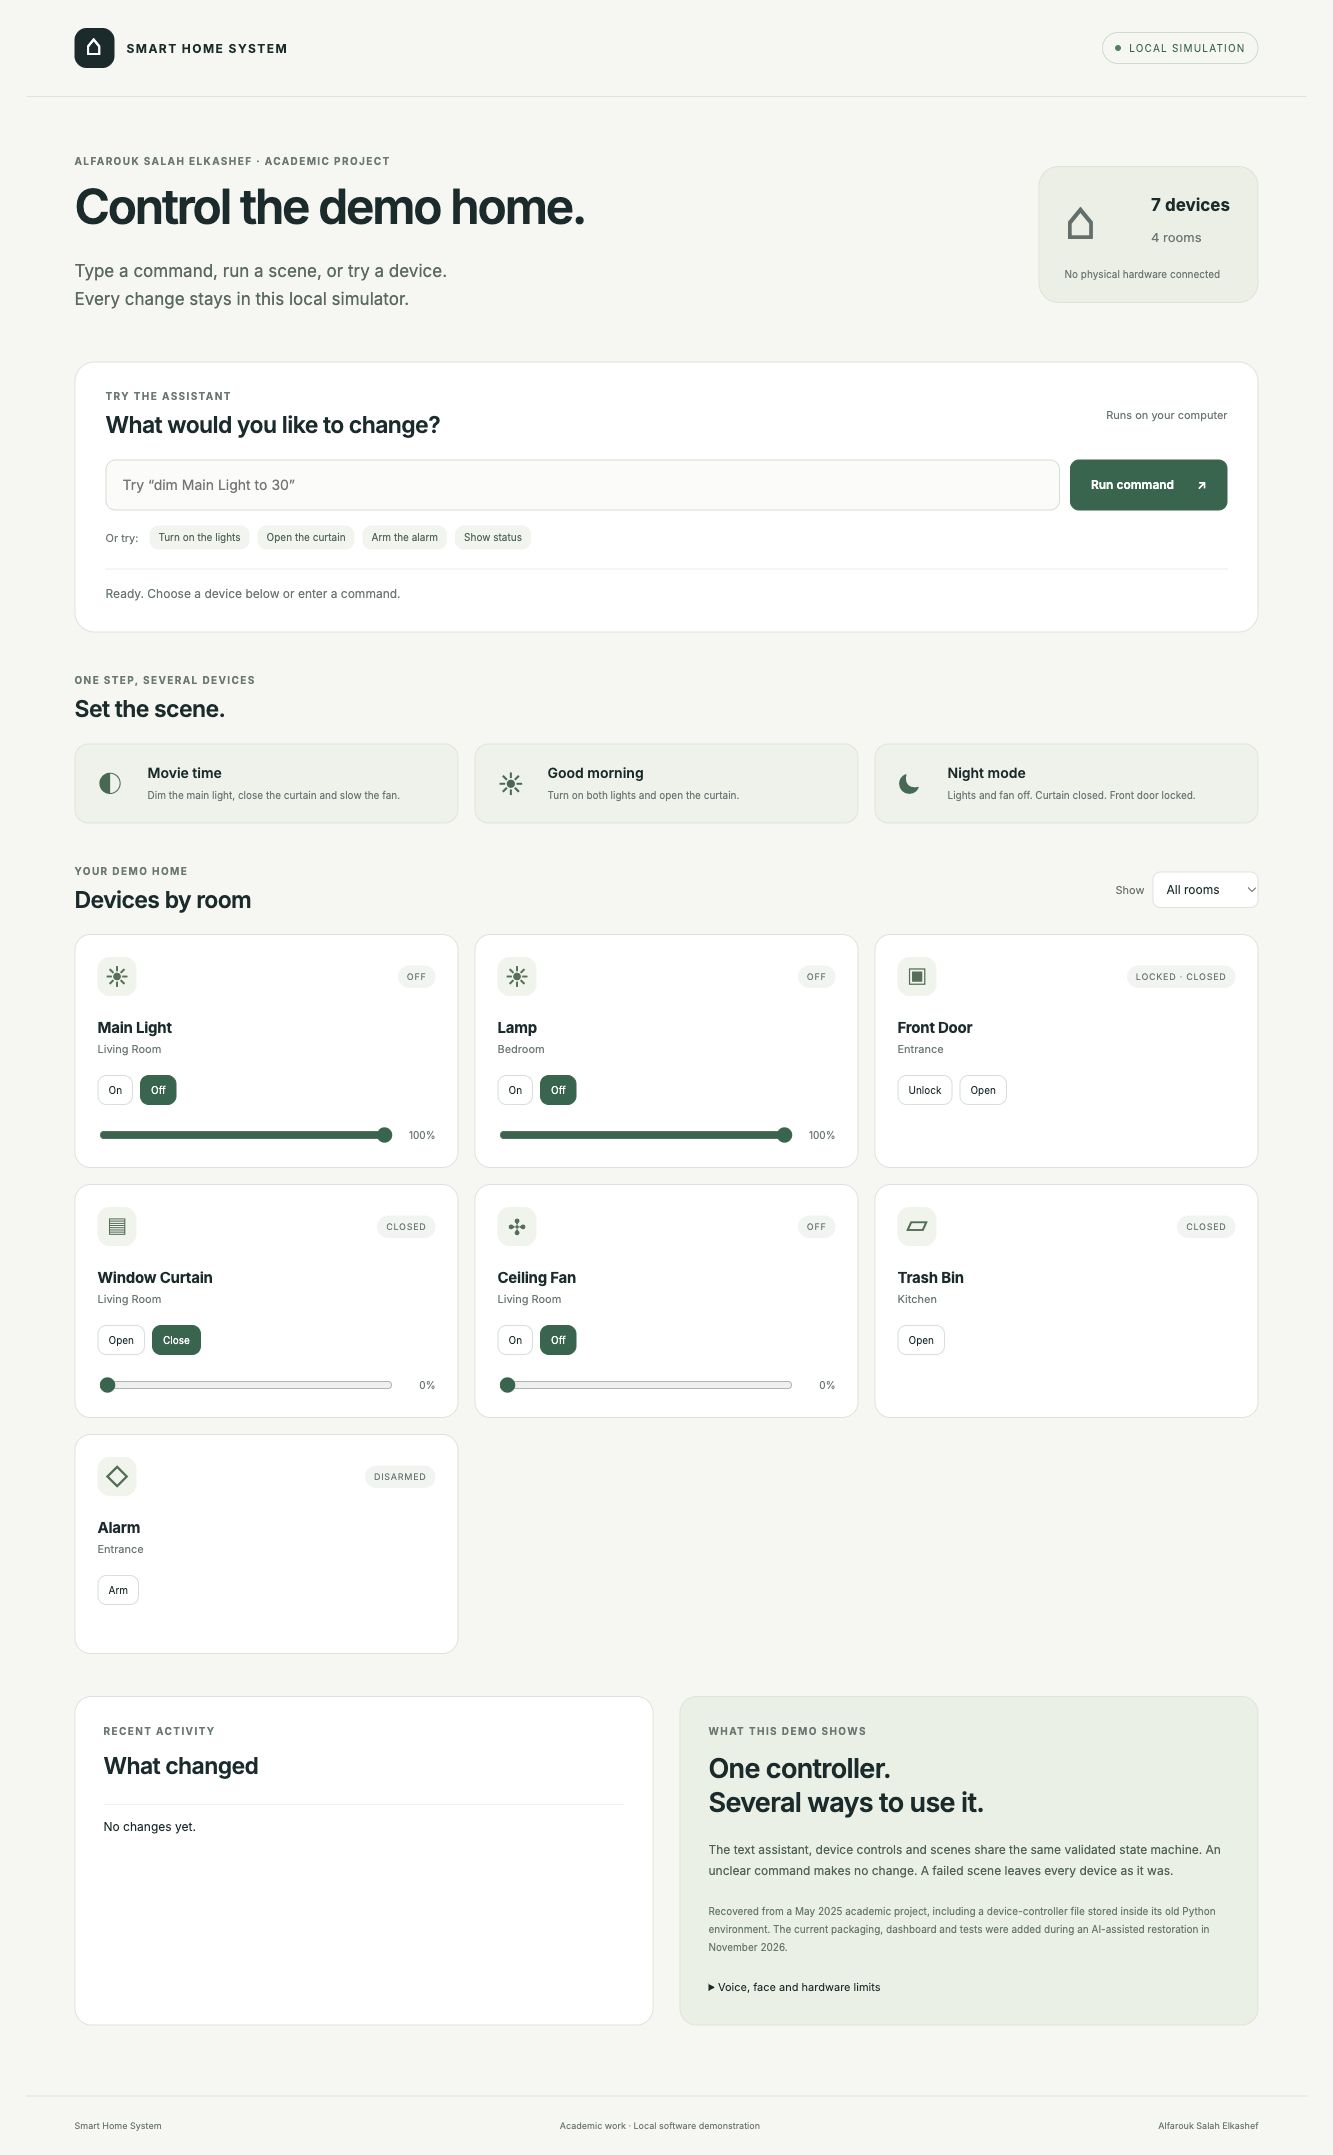 SMART HOME SYSTEM
LOCAL SIMULATION
ALFAROUK SALAH ELKASHEF · ACADEMIC PROJECT
Control the demo home.
Type a command, run a scene, or try a device.
Every change stays in this local simulator.
7 devices
4 rooms
No physical hardware connected
TRY THE ASSISTANT
What would you like to change?
Runs on your computer
Try “dim Main Light to 30”
Run command
Or try:
Turn on the lights
Open the curtain
Arm the alarm
Show status
Ready. Choose a device below or enter a command.
ONE STEP, SEVERAL DEVICES
Set the scene.
Movie time
Dim the main light, close the curtain and slow the fan.
Good morning
Turn on both lights and open the curtain.
Night mode
Lights and fan off. Curtain closed. Front door locked.
YOUR DEMO HOME
Devices by room
Show
All rooms
OFF
Main Light
Living Room
On
Off
100%
OFF
Lamp
Bedroom
On
Off
100%
LOCKED · CLOSED
Front Door
Entrance
Unlock
Open
CLOSED
Window Curtain
Living Room
Open
Close
0%
OFF
Ceiling Fan
Living Room
On
Off
0%
CLOSED
Trash Bin
Kitchen
Open
DISARMED
Alarm
Entrance
Arm
RECENT ACTIVITY
What changed
No changes yet.
WHAT THIS DEMO SHOWS
One controller.
Several ways to use it.
The text assistant, device controls and scenes share the same validated state machine. An
unclear command makes no change. A failed scene leaves every device as it was.
Recovered from a May 2025 academic project, including a device-controller file stored inside its old Python
environment. The current packaging, dashboard and tests were added during an AI-assisted restoration in
November 2026.
Voice, face and hardware limits
Smart Home System
Academic work · Local software demonstration
Alfarouk Salah Elkashef